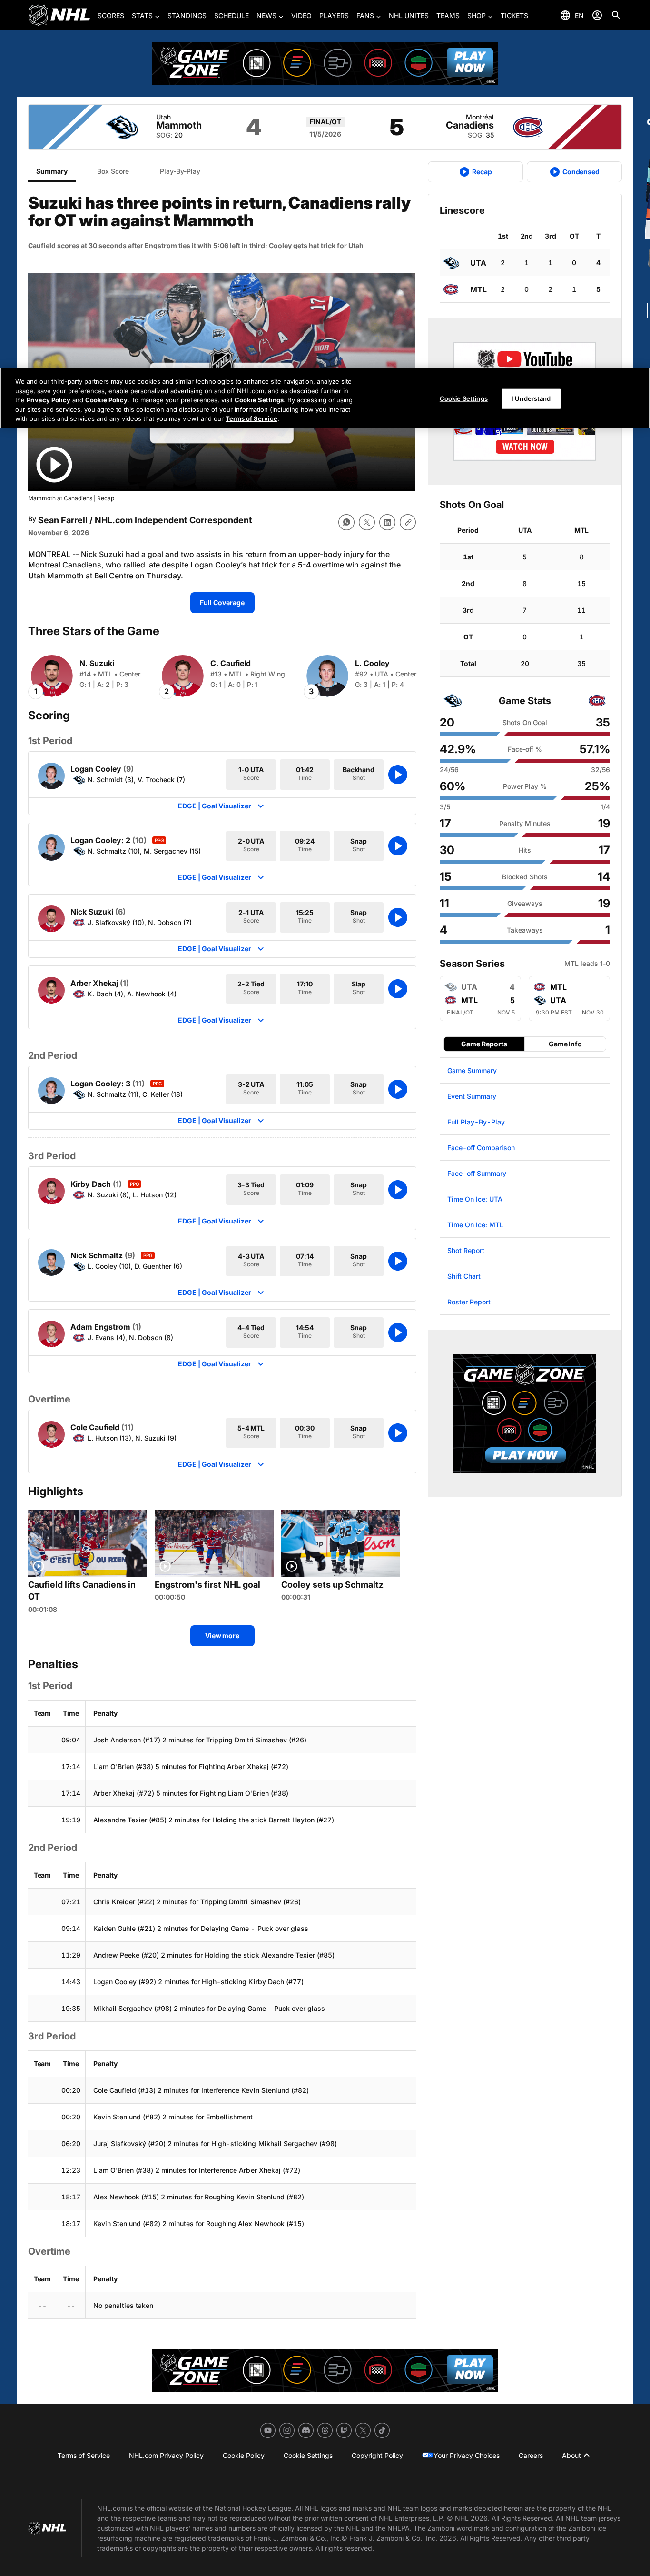 NHL SCORES STATS STANDINGS SCHEDULE NEWS VIDEO PLAYERS FANS NHL UNITES TEAMS SHOP TICKETS EN
GAME ZONE PLAY NOW
Utah
Mammoth
SOG: 20
4
FINAL/OT
11/5/2026
5
Montréal
Canadiens
SOG: 35
Summary Box Score Play-By-Play
Recap Condensed
Suzuki has three points in return, Canadiens rally
for OT win against Mammoth
Caufield scores at 30 seconds after Engstrom ties it with 5:06 left in third; Cooley gets hat trick for Utah
We and our third-party partners may use cookies and similar technologies to enhance site navigation, analyze site
usage, save your preferences, enable personalized advertising on and off NHL.com, and as described further in
the Privacy Policy and Cookie Policy. To manage your preferences, visit Cookie Settings. By accessing or using
our sites and services, you agree to this collection and disclosure of your information (including how you interact
with our sites and services and any videos that you may view) and our Terms of Service.
Cookie Settings
I Understand
Mammoth at Canadiens | Recap
By Sean Farrell / NHL.com Independent Correspondent
November 6, 2026
MONTREAL -- Nick Suzuki had a goal and two assists in his return from an upper-body injury for the
Montreal Canadiens, who rallied late despite Logan Cooley's hat trick for a 5-4 overtime win against the
Utah Mammoth at Bell Centre on Thursday.
Full Coverage
Three Stars of the Game
1
N. Suzuki
#14 • MTL • Center
G: 1 | A: 2 | P: 3
2
C. Caufield
#13 • MTL • Right Wing
G: 1 | A: 0 | P: 1
3
L. Cooley
#92 • UTA • Center
G: 3 | A: 1 | P: 4
Scoring
1st Period
Logan Cooley (9)
N. Schmidt (3), V. Trocheck (7)
1-0 UTA Score
01:42 Time
Backhand Shot
EDGE | Goal Visualizer
Logan Cooley: 2 (10) PPG
N. Schmaltz (10), M. Sergachev (15)
2-0 UTA Score
09:24 Time
Snap Shot
EDGE | Goal Visualizer
Nick Suzuki (6)
J. Slafkovský (10), N. Dobson (7)
2-1 UTA Score
15:25 Time
Snap Shot
EDGE | Goal Visualizer
Arber Xhekaj (1)
K. Dach (4), A. Newhook (4)
2-2 Tied Score
17:10 Time
Slap Shot
EDGE | Goal Visualizer
2nd Period
Logan Cooley: 3 (11) PPG
N. Schmaltz (11), C. Keller (18)
3-2 UTA Score
11:05 Time
Snap Shot
EDGE | Goal Visualizer
3rd Period
Kirby Dach (1) PPG
N. Suzuki (8), L. Hutson (12)
3-3 Tied Score
01:09 Time
Snap Shot
EDGE | Goal Visualizer
Nick Schmaltz (9) PPG
L. Cooley (10), D. Guenther (6)
4-3 UTA Score
07:14 Time
Snap Shot
EDGE | Goal Visualizer
Adam Engstrom (1)
J. Evans (4), N. Dobson (8)
4-4 Tied Score
14:54 Time
Snap Shot
EDGE | Goal Visualizer
Overtime
Cole Caufield (11)
L. Hutson (13), N. Suzuki (9)
5-4 MTL Score
00:30 Time
Snap Shot
EDGE | Goal Visualizer
Highlights
Caufield lifts Canadiens in
OT
00:01:08
Engstrom's first NHL goal
00:00:50
Cooley sets up Schmaltz
00:00:31
View more
Penalties
1st Period
Team Time Penalty
09:04 Josh Anderson (#17) 2 minutes for Tripping Dmitri Simashev (#26)
17:14 Liam O'Brien (#38) 5 minutes for Fighting Arber Xhekaj (#72)
17:14 Arber Xhekaj (#72) 5 minutes for Fighting Liam O'Brien (#38)
19:19 Alexandre Texier (#85) 2 minutes for Holding the stick Barrett Hayton (#27)
2nd Period
Team Time Penalty
07:21 Chris Kreider (#22) 2 minutes for Tripping Dmitri Simashev (#26)
09:14 Kaiden Guhle (#21) 2 minutes for Delaying Game - Puck over glass
11:29 Andrew Peeke (#20) 2 minutes for Holding the stick Alexandre Texier (#85)
14:43 Logan Cooley (#92) 2 minutes for High-sticking Kirby Dach (#77)
19:35 Mikhail Sergachev (#98) 2 minutes for Delaying Game - Puck over glass
3rd Period
Team Time Penalty
00:20 Cole Caufield (#13) 2 minutes for Interference Kevin Stenlund (#82)
00:20 Kevin Stenlund (#82) 2 minutes for Embellishment
06:20 Juraj Slafkovský (#20) 2 minutes for High-sticking Mikhail Sergachev (#98)
12:23 Liam O'Brien (#38) 2 minutes for Interference Arber Xhekaj (#72)
18:17 Alex Newhook (#15) 2 minutes for Roughing Kevin Stenlund (#82)
18:17 Kevin Stenlund (#82) 2 minutes for Roughing Alex Newhook (#15)
Overtime
Team Time Penalty
-- -- No penalties taken
Linescore
1st 2nd 3rd OT T
UTA 2 1 1 0 4
MTL 2 0 2 1 5
YouTube
WATCH NOW
Shots On Goal
Period UTA MTL
1st 5 8
2nd 8 15
3rd 7 11
OT 0 1
Total 20 35
Game Stats
20 Shots On Goal 35
42.9% Face-off % 57.1%
24/56 32/56
60% Power Play % 25%
3/5 1/4
17 Penalty Minutes 19
30 Hits 17
15 Blocked Shots 14
11 Giveaways 19
4 Takeaways 1
Season Series MTL leads 1-0
UTA 4
MTL 5
FINAL/OT NOV 5
MTL
UTA
9:30 PM EST NOV 30
Game Reports Game Info
Game Summary
Event Summary
Full Play-By-Play
Face-off Comparison
Face-off Summary
Time On Ice: UTA
Time On Ice: MTL
Shot Report
Shift Chart
Roster Report
GAME ZONE
PLAY NOW
GAME ZONE PLAY NOW
Terms of Service NHL.com Privacy Policy Cookie Policy Cookie Settings Copyright Policy Your Privacy Choices Careers About
NHL
NHL.com is the official website of the National Hockey League. All NHL logos and marks and NHL team logos and marks depicted herein are the property of the NHL
and the respective teams and may not be reproduced without the prior written consent of NHL Enterprises, L.P. © NHL 2026. All Rights Reserved. All NHL team jerseys
customized with NHL players' names and numbers are officially licensed by the NHL and the NHLPA. The Zamboni word mark and configuration of the Zamboni ice
resurfacing machine are registered trademarks of Frank J. Zamboni & Co., Inc.© Frank J. Zamboni & Co., Inc. 2026. All Rights Reserved. Any other third party
trademarks or copyrights are the property of their respective owners. All rights reserved.